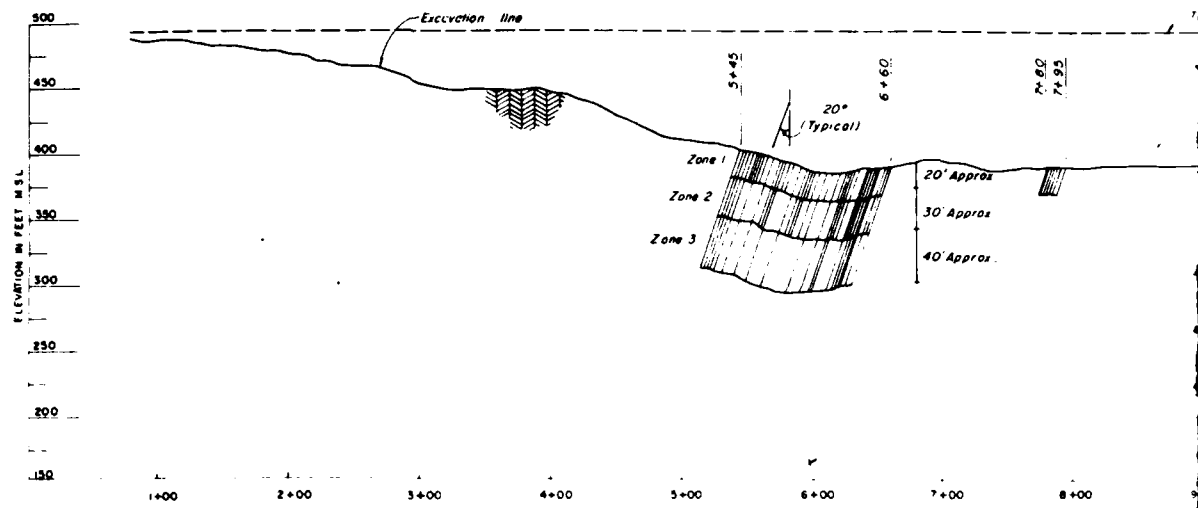 500
Excavation line
T
450
5+45
6+60
7+80
7+95
20°
(Typical)
400
Zone 1
20' Approx
350
Zone 2
30' Approx
Zone 3
40' Approx.
300
250
200
150
ELEVATION IN FEET M.S.L.
1+00
2+00
3+00
4+00
5+00
6+00
7+00
8+00
9